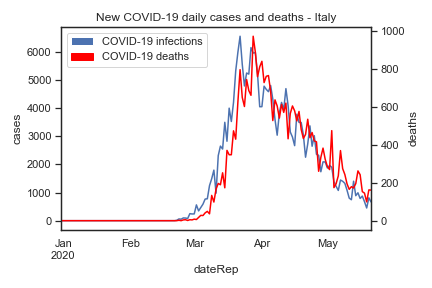 New COVID-19 daily cases and deaths - Italy
COVID-19 infections
COVID-19 deaths
6000
5000
4000
3000
2000
1000
0
cases
1000
800
600
400
200
0
deaths
Jan
2020
Feb
Mar
Apr
May
dateRep